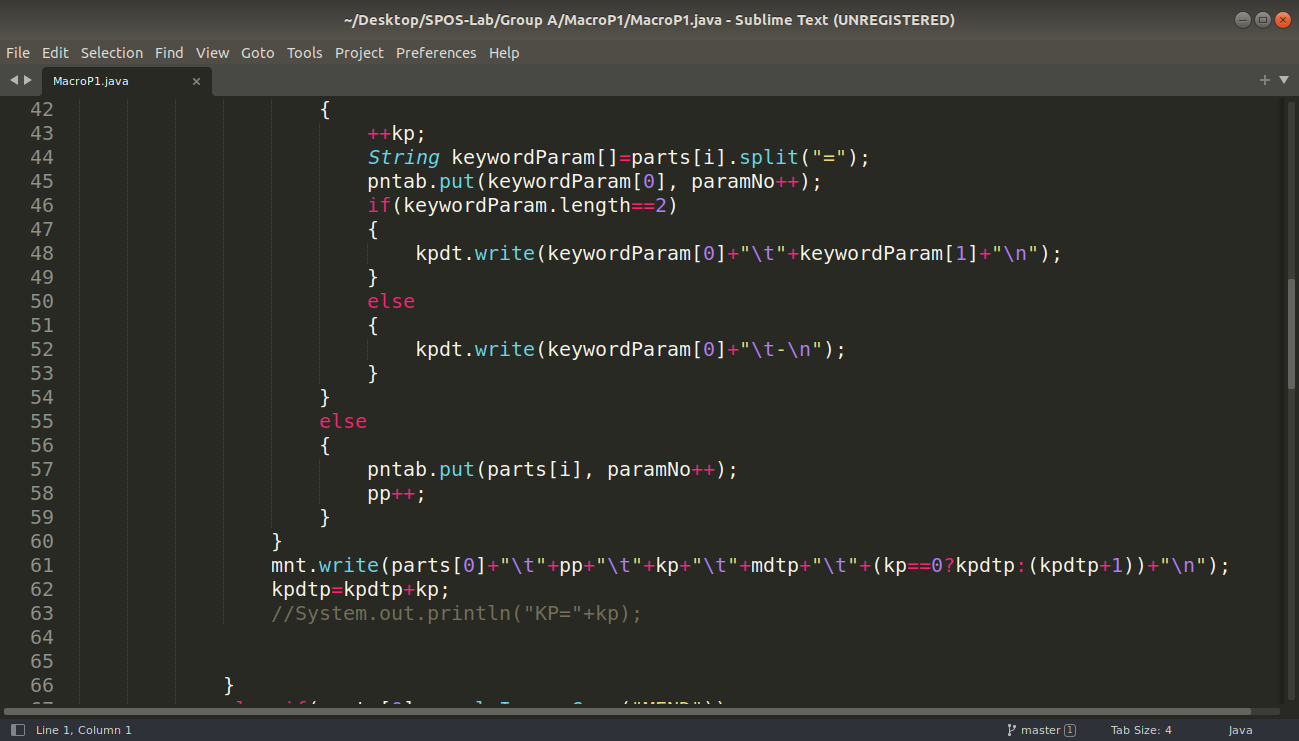 ~/Desktop/SPOS-Lab/Group A/MacroP1/MacroP1.java - Sublime Text (UNREGISTERED)
File Edit Selection Find View Goto Tools Project Preferences Help
MacroP1.java
42 {
43 ++kp;
44 String keywordParam[]=parts[i].split("=");
45 pntab.put(keywordParam[0], paramNo++);
46 if(keywordParam.length==2)
47 {
48 kpdt.write(keywordParam[0]+"\t"+keywordParam[1]+"\n");
49 }
50 else
51 {
52 kpdt.write(keywordParam[0]+"\t-\n");
53 }
54 }
55 else
56 {
57 pntab.put(parts[i], paramNo++);
58 pp++;
59 }
60 }
61 mnt.write(parts[0]+"\t"+pp+"\t"+kp+"\t"+mdtp+"\t"+(kp==0?kpdtp:(kpdtp+1))+"\n");
62 kpdtp=kpdtp+kp;
63 //System.out.println("KP="+kp);
64
65
66 }
Line 1, Column 1 master 1 Tab Size: 4 Java